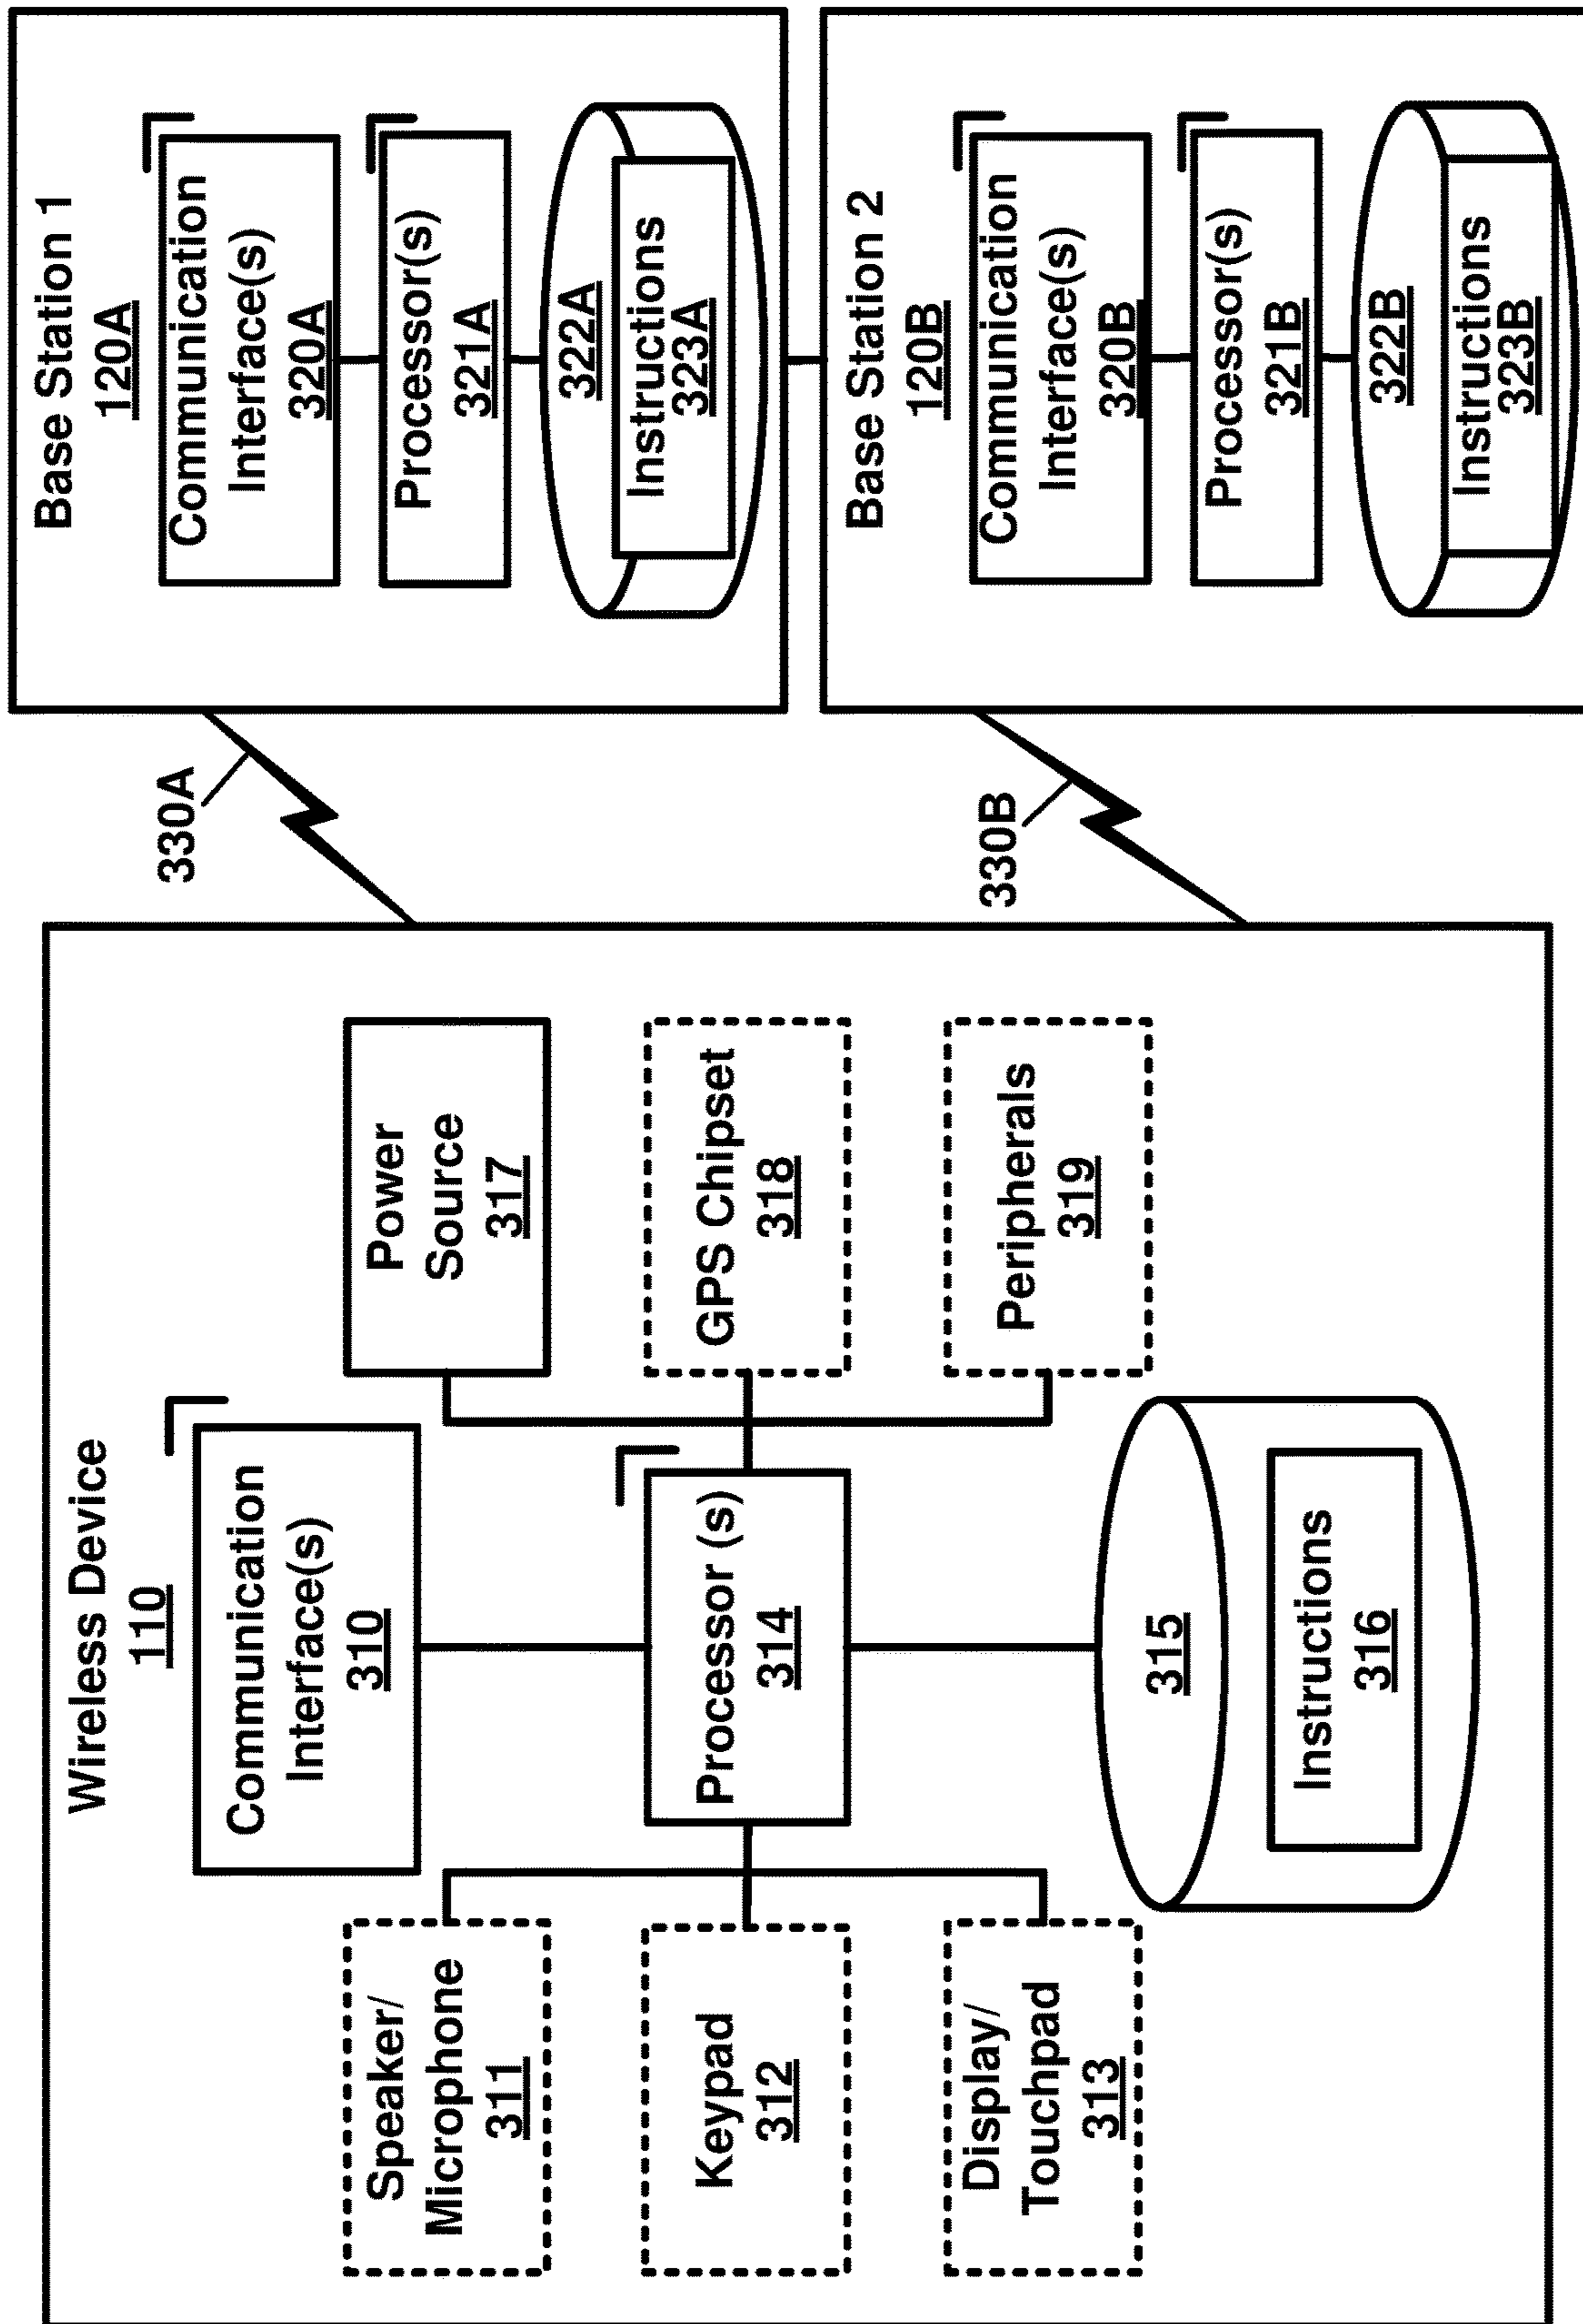 Wireless Device
110
Communication
Interface(s)
310
Speaker/
Microphone
311
Keypad
312
Display/
Touchpad
313
Processor (s)
314
315
Instructions
316
Power
Source
317
GPS Chipset
318
Peripherals
319
330A
330B
Base Station 1
120A
Communication
Interface(s)
320A
Processor(s)
321A
322A
Instructions
323A
Base Station 2
120B
Communication
Interface(s)
320B
Processor(s)
321B
322B
Instructions
323B